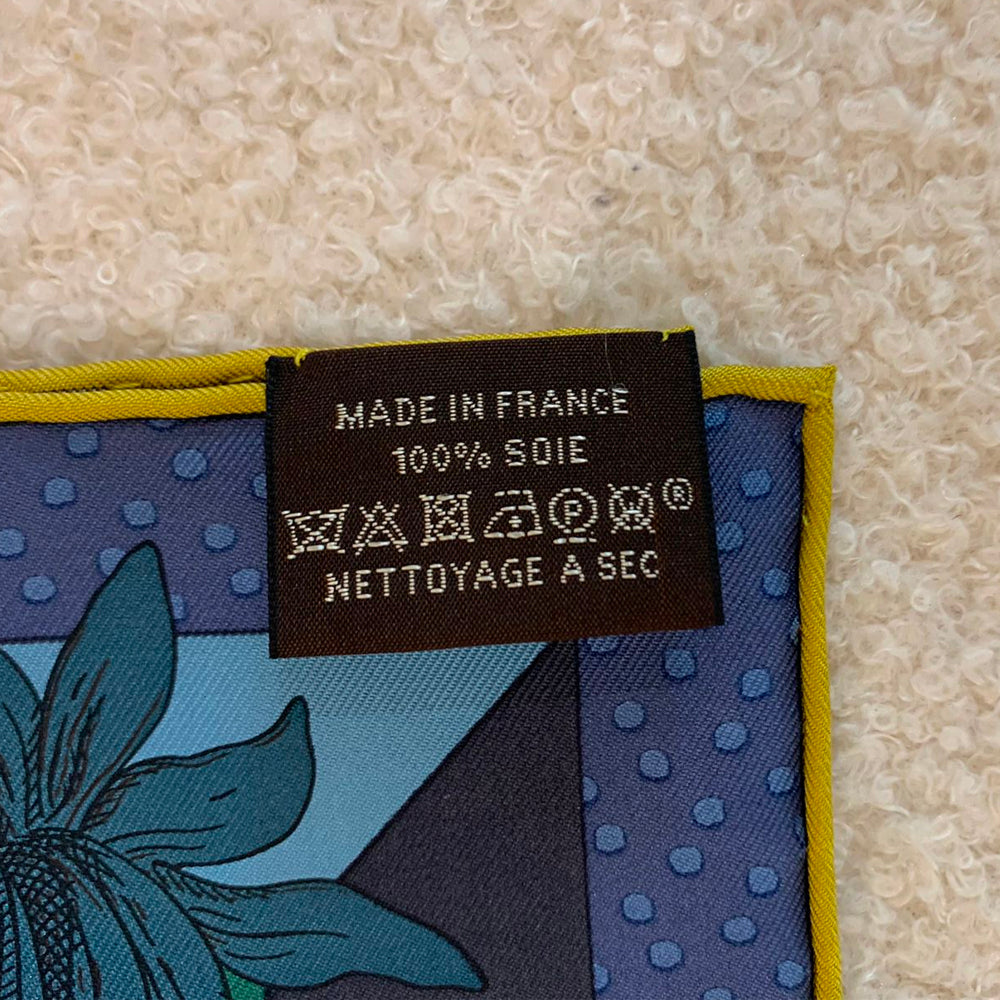 MADE IN FRANCE
100% SOIE
P W ®
NETTOYAGE A SEC